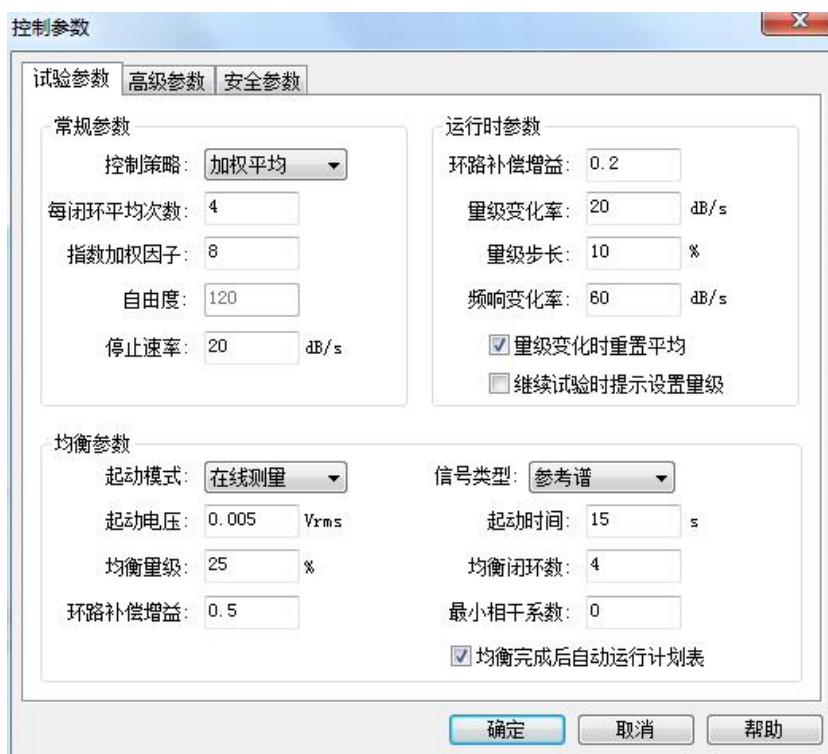 控制参数
试验参数 高级参数 安全参数
常规参数
控制策略: 加权平均
每闭环平均次数: 4
指数加权因子: 8
自由度: 120
停止速率: 20 dB/s
运行时参数
环路补偿增益: 0.2
量级变化率: 20 dB/s
量级步长: 10 %
频响变化率: 60 dB/s
量级变化时重置平均
继续试验时提示设置量级
均衡参数
起动模式: 在线测量
信号类型: 参考谱
起动电压: 0.005 Vrms
起动时间: 15 s
均衡量级: 25 %
均衡闭环数: 4
环路补偿增益: 0.5
最小相干系数: 0
均衡完成后自动运行计划表
确定 取消 帮助